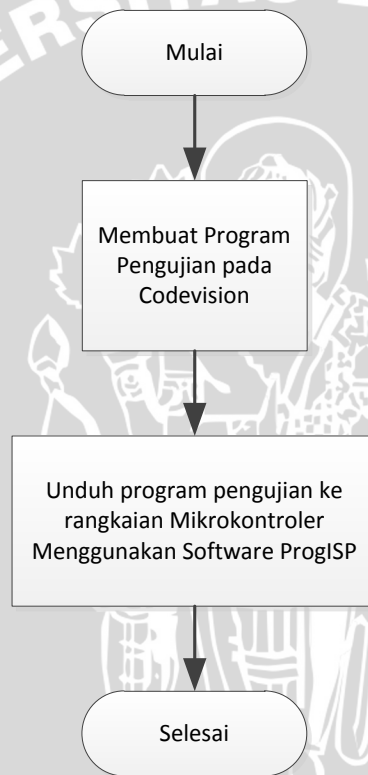 Mulai
Membuat Program
Pengujian pada
Codevision
Unduh program pengujian ke
rangkaian Mikrokontroler
Menggunakan Software ProgISP
Selesai